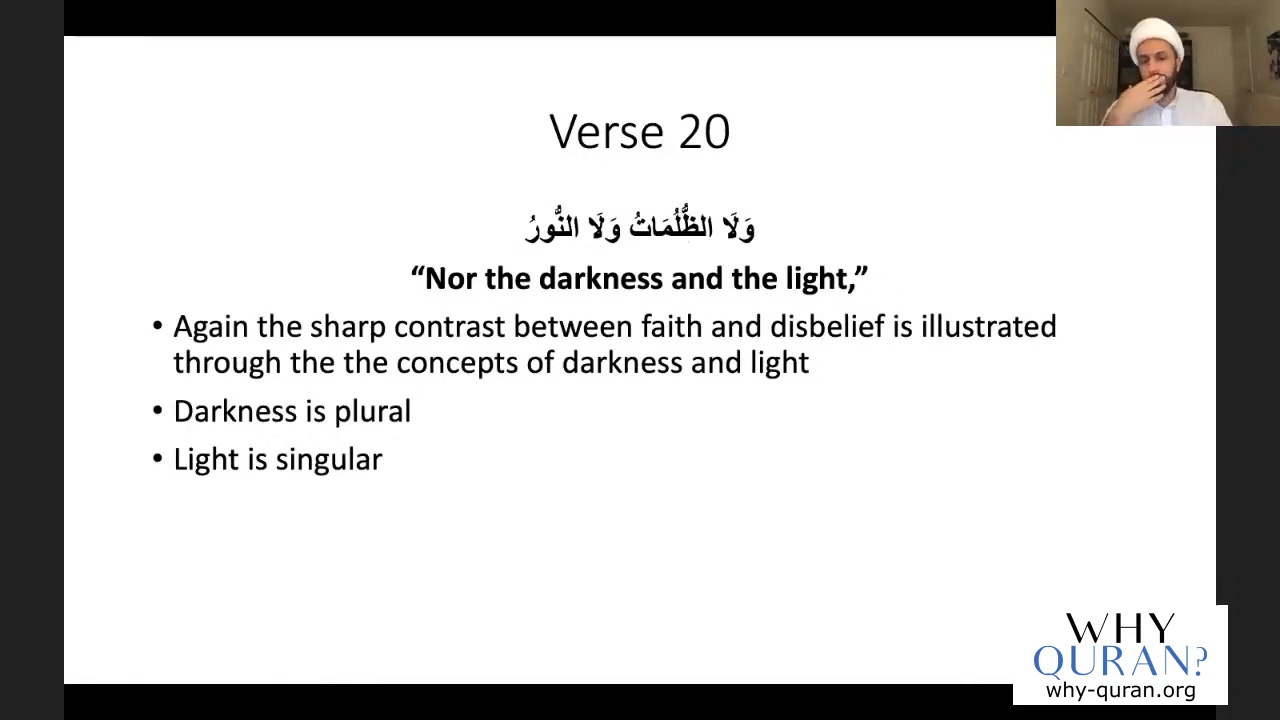 Verse 20
وَلَا الظُّلُمَاتُ وَلَا النُّورُ
“Nor the darkness and the light,”
• Again the sharp contrast between faith and disbelief is illustrated
through the the concepts of darkness and light
• Darkness is plural
• Light is singular
WHY
QURAN?
why-quran.org